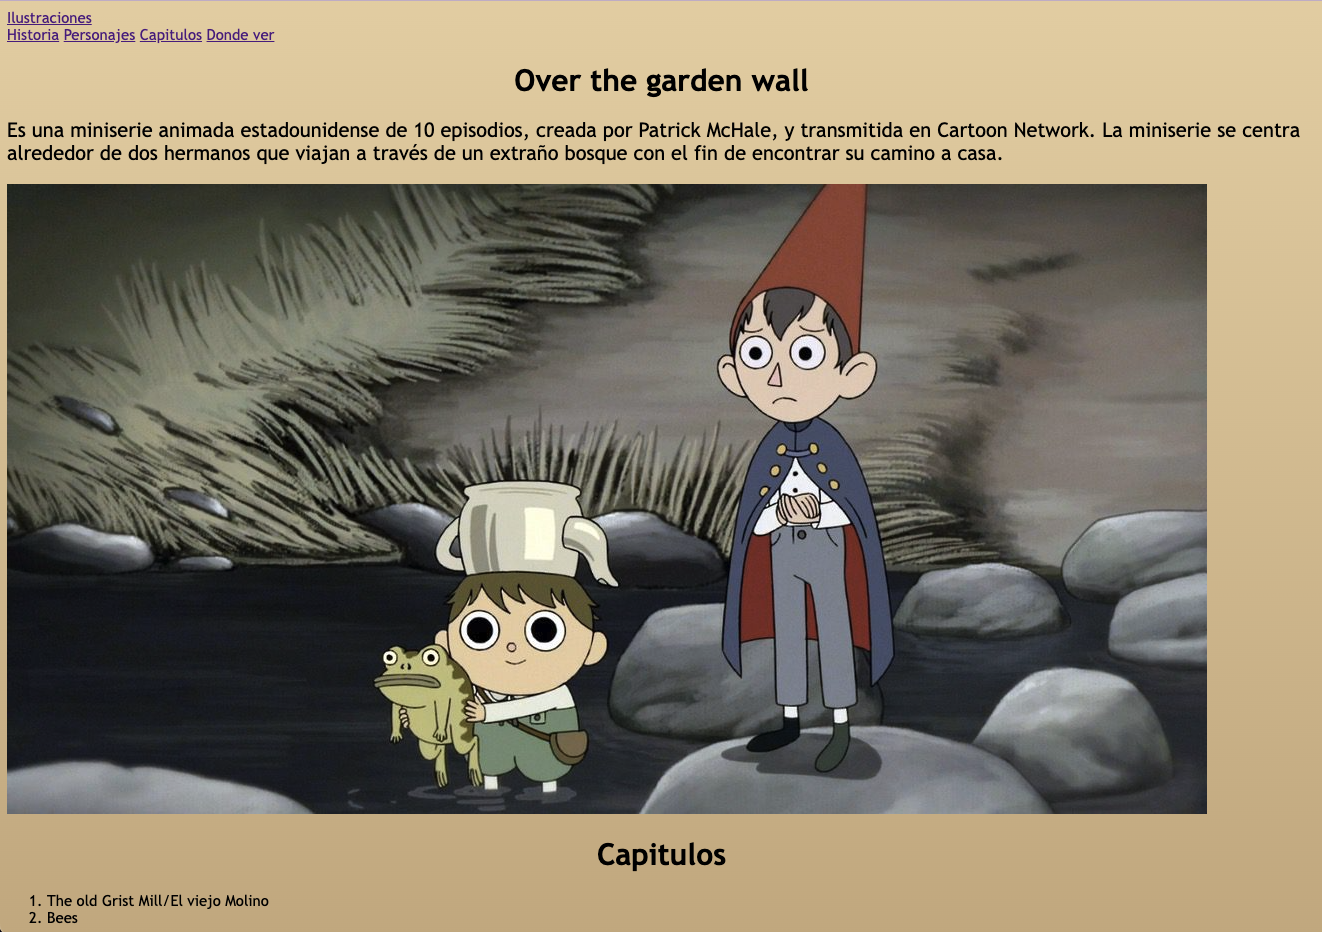 Ilustraciones
Historia Personajes Capitulos Donde ver
Over the garden wall
Es una miniserie animada estadounidense de 10 episodios, creada por Patrick McHale, y transmitida en Cartoon Network. La miniserie se centra
alrededor de dos hermanos que viajan a través de un extraño bosque con el fin de encontrar su camino a casa.
Capitulos
1. The old Grist Mill/El viejo Molino
2. Bees